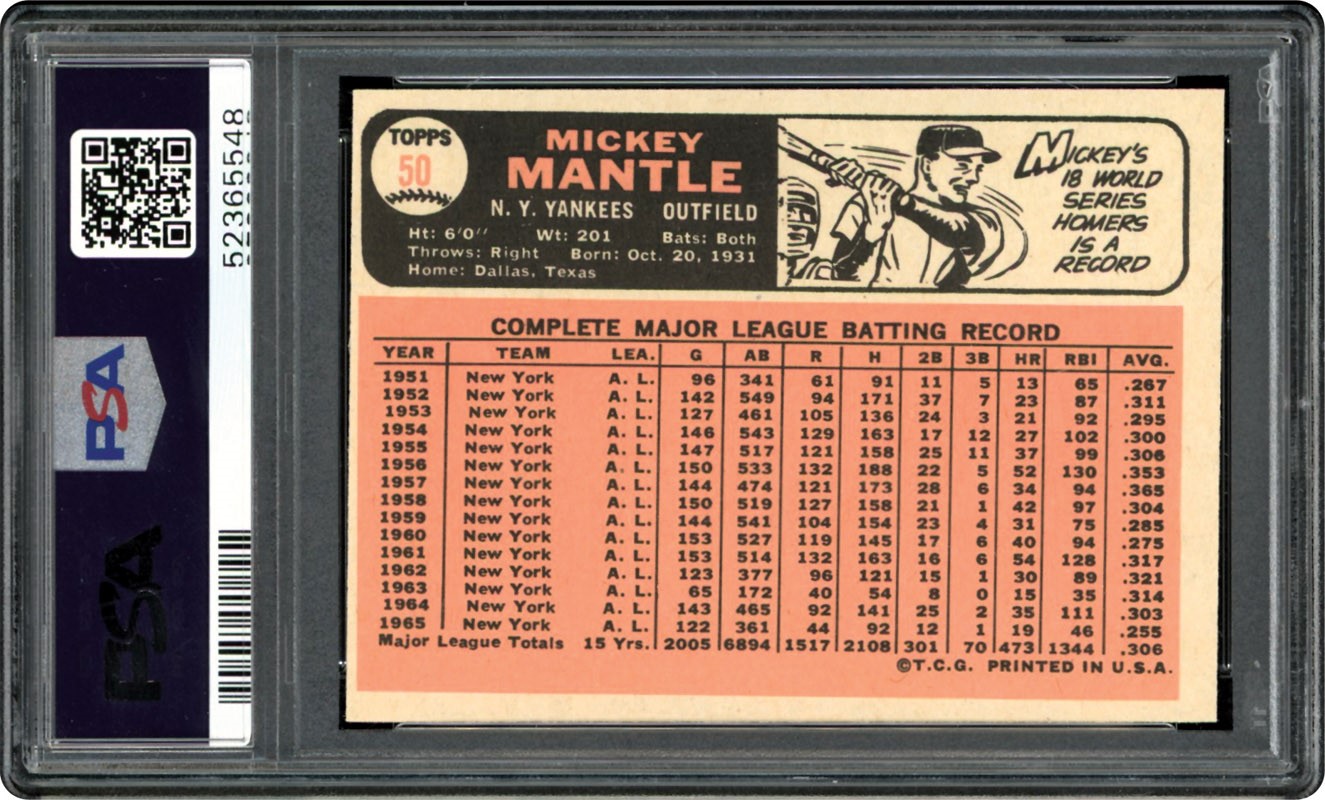 52365548
PSA
PSA
TOPPS
50
MICKEY
MANTLE
N. Y. YANKEES OUTFIELD
Ht: 6'0'' Wt: 201 Bats: Both
Throws: Right Born: Oct. 20, 1931
Home: Dallas, Texas
MICKEY'S
18 WORLD
SERIES
HOMERS
IS A
RECORD
COMPLETE MAJOR LEAGUE BATTING RECORD
YEAR TEAM LEA. G AB R H 2B 3B HR RBI AVG.
1951 New York A. L. 96 341 61 91 11 5 13 65 .267
1952 New York A. L. 142 549 94 171 37 7 23 87 .311
1953 New York A. L. 127 461 105 136 24 3 21 92 .295
1954 New York A. L. 146 543 129 163 17 12 27 102 .300
1955 New York A. L. 147 517 121 158 25 11 37 99 .306
1956 New York A. L. 150 533 132 188 22 5 52 130 .353
1957 New York A. L. 144 474 121 173 28 6 34 94 .365
1958 New York A. L. 150 519 127 158 21 1 42 97 .304
1959 New York A. L. 144 541 104 154 23 4 31 75 .285
1960 New York A. L. 153 527 119 145 17 6 40 94 .275
1961 New York A. L. 153 514 132 163 16 6 54 128 .317
1962 New York A. L. 123 377 96 121 15 1 30 89 .321
1963 New York A. L. 65 172 40 54 8 0 15 35 .314
1964 New York A. L. 143 465 92 141 25 2 35 111 .303
1965 New York A. L. 122 361 44 92 12 1 19 46 .255
Major League Totals 15 Yrs. 2005 6894 1517 2108 301 70 473 1344 .306
©T.C.G. PRINTED IN U.S.A.
PSA